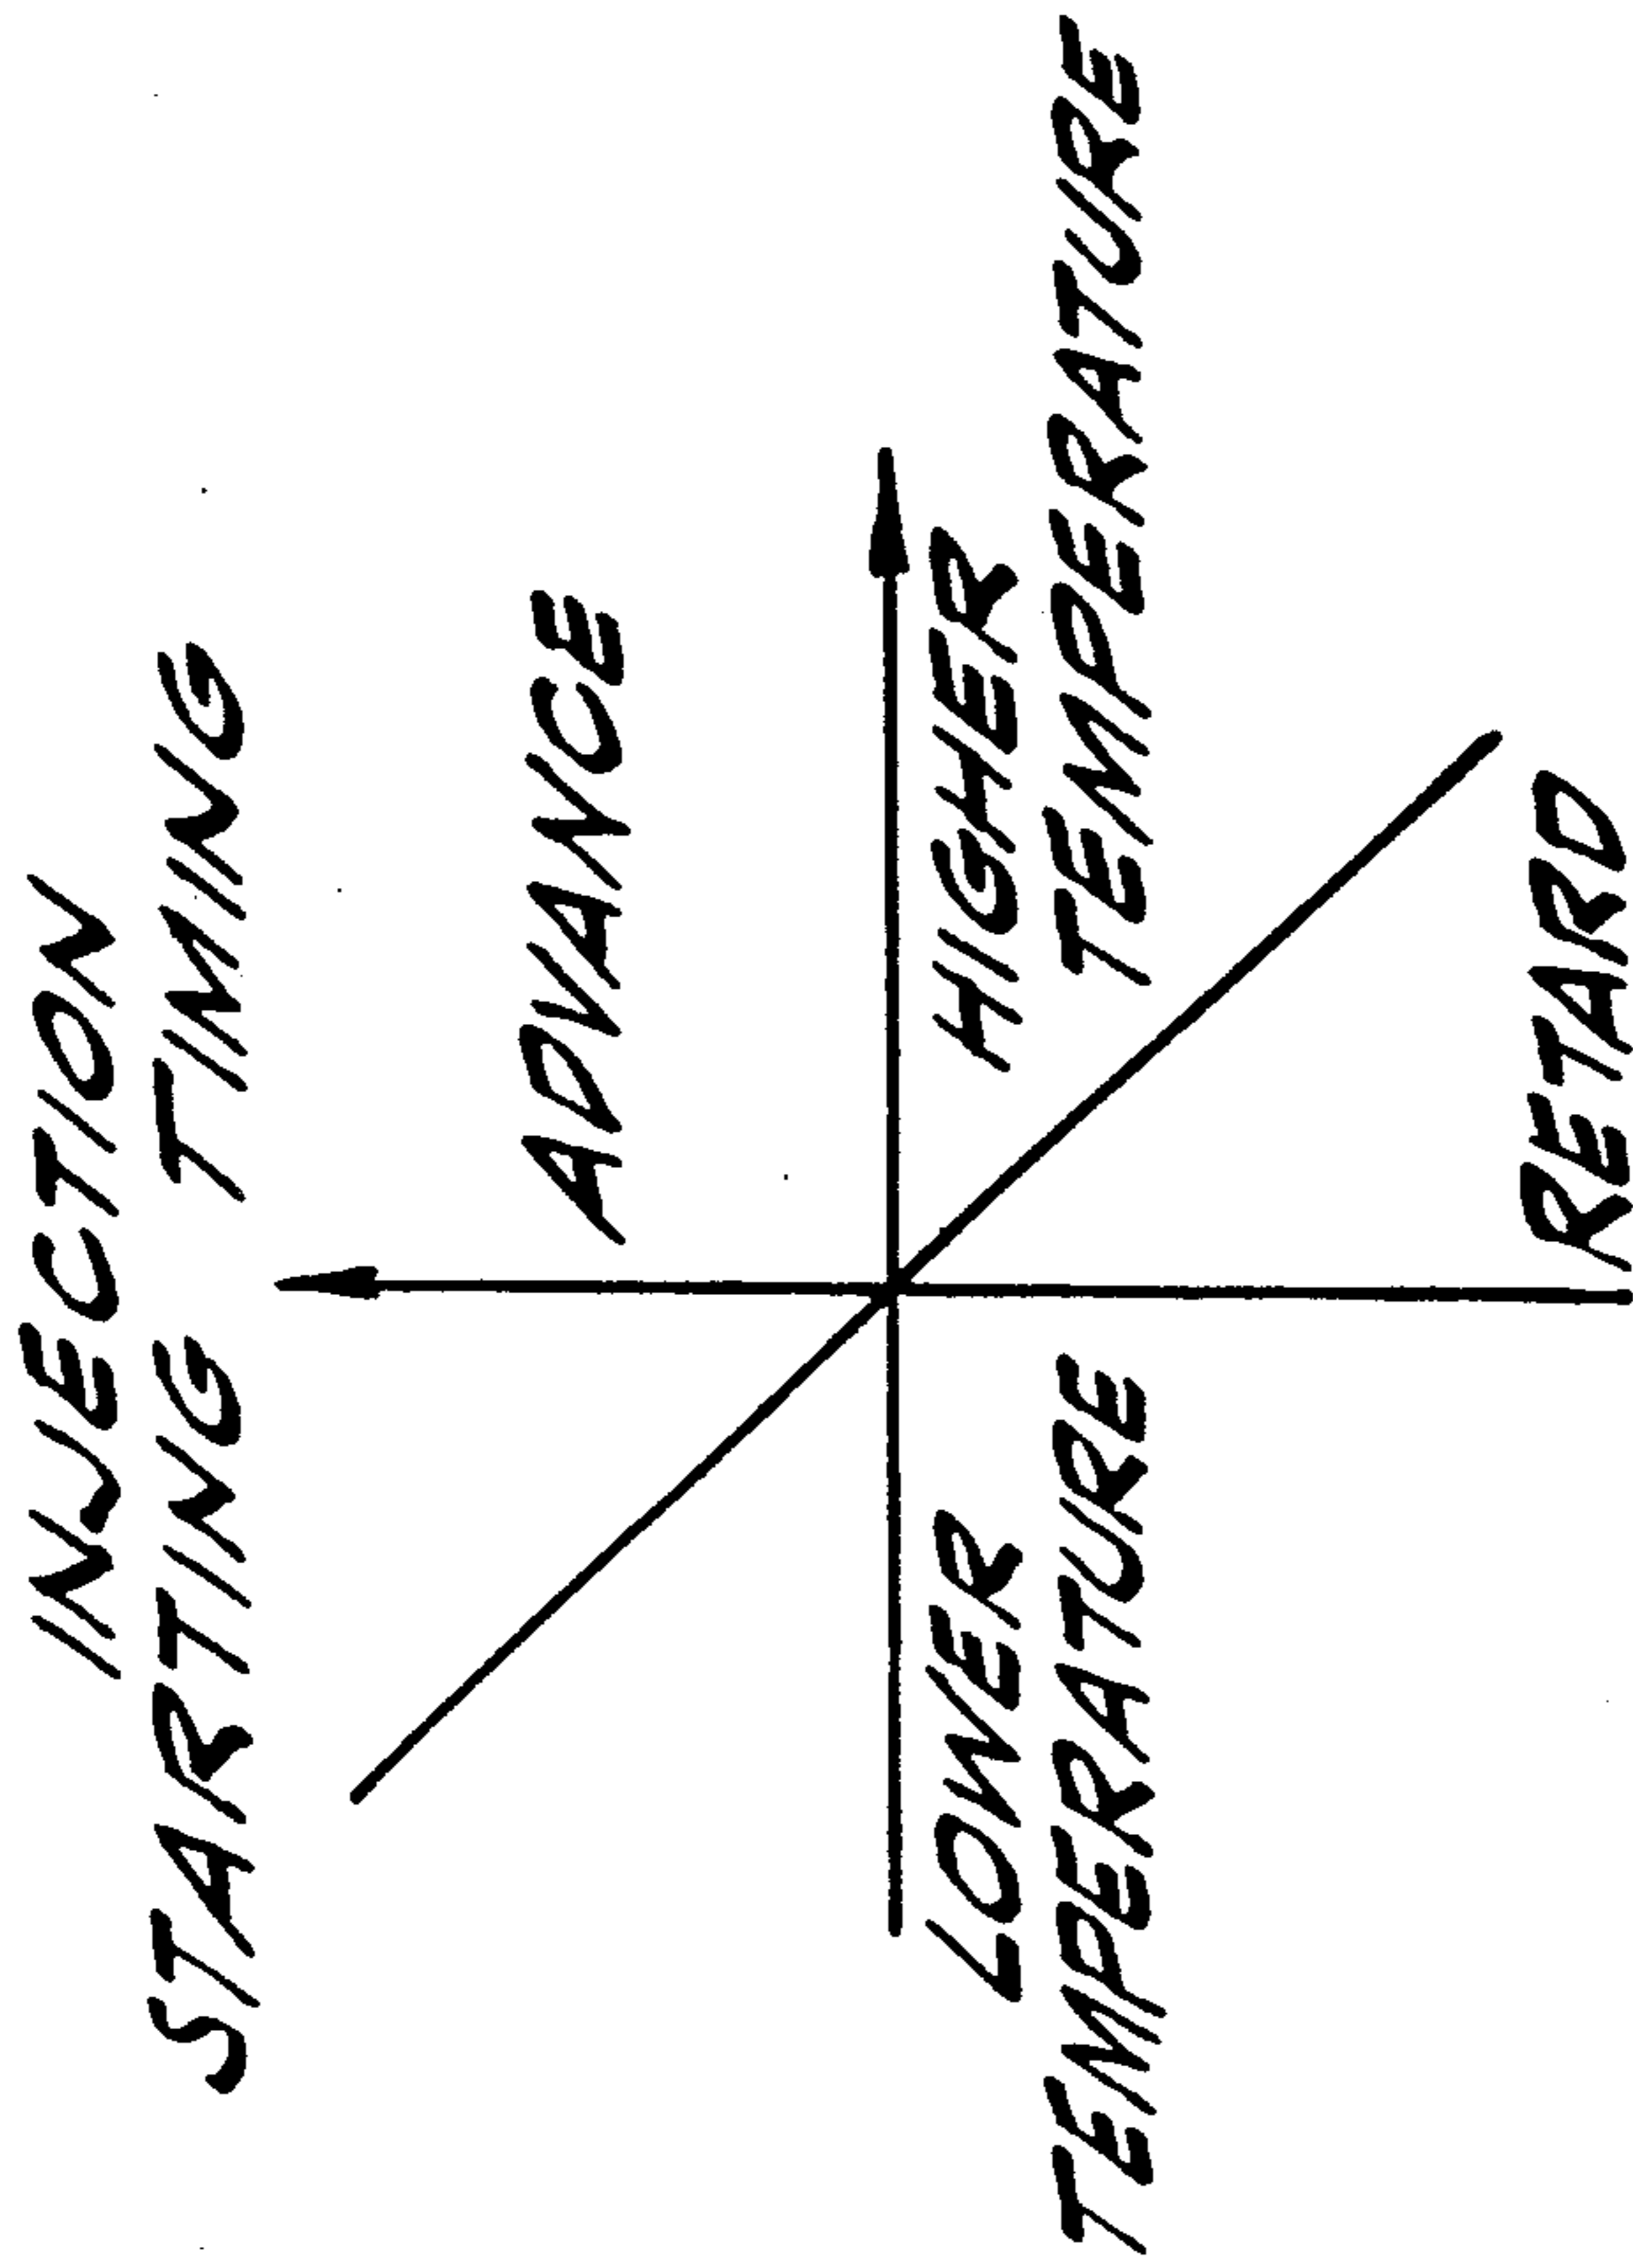 INJECTION
STARTING TIMING
ADVANCE
LOWER
TEMPERATURE
HIGHER
TEMPERATURE
RETARD